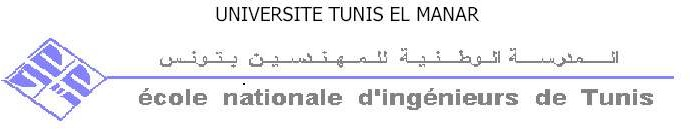 UNIVERSITE TUNIS EL MANAR
المدرسة الوطنية للمهندسين بتونس
école nationale d'ingénieurs de Tunis